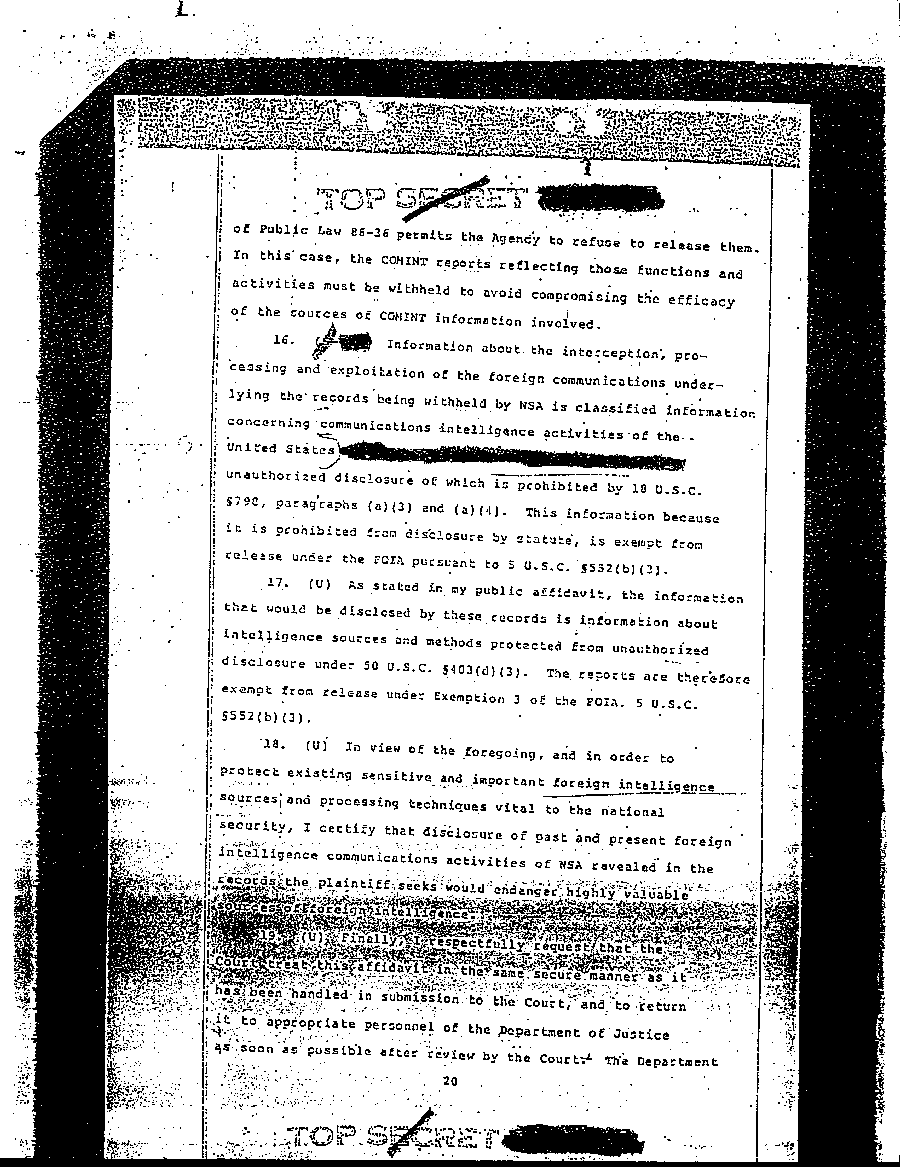 1.
TOP SECRET
of Public Law 86-36 permits the Agency to refuse to release them.
In this case, the COMINT reports reflecting those functions and
activities must be withheld to avoid compromising the efficacy
of the sources of COMINT information involved.
16. Information about the interception, pro-
cessing and exploitation of the foreign communications under-
lying the records being withheld by NSA is classified information
concerning communications intelligence activities of the
United States
unauthorized disclosure of which is prohibited by 18 U.S.C.
§798, paragraphs (a)(3) and (a)(4). This information because
it is prohibited from disclosure by statute, is exempt from
release under the FOIA pursuant to 5 U.S.C. §552(b)(3).
17. (U) As stated in my public affidavit, the information
that would be disclosed by these records is information about
intelligence sources and methods protected from unauthorized
disclosure under 50 U.S.C. §403(d)(3). The reports are therefore
exempt from release under Exemption 3 of the FOIA. 5 U.S.C.
§552(b)(3).
18. (U) In view of the foregoing, and in order to
protect existing sensitive and important foreign intelligence
sources and processing techniques vital to the national
security, I certify that disclosure of past and present foreign
intelligence communications activities of NSA revealed in the
records the plaintiff seeks would endanger highly valuable
sources of foreign intelligence.
19. (U) Finally, I respectfully request that the
Court treat this affidavit in the same secure manner as it
has been handled in submission to the Court, and to return
it to appropriate personnel of the Department of Justice
as soon as possible after review by the Court. The Department
20
TOP SECRET